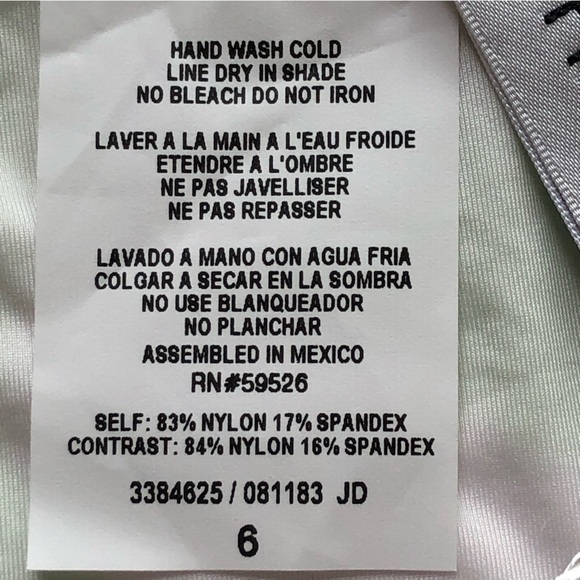 HAND WASH COLD
LINE DRY IN SHADE
NO BLEACH DO NOT IRON
LAVER A LA MAIN A L'EAU FROIDE
ETENDRE A L'OMBRE
NE PAS JAVELLISER
NE PAS REPASSER
LAVADO A MANO CON AGUA FRIA
COLGAR A SECAR EN LA SOMBRA
NO USE BLANQUEADOR
NO PLANCHAR
ASSEMBLED IN MEXICO
RN#59526
SELF: 83% NYLON 17% SPANDEX
CONTRAST: 84% NYLON 16% SPANDEX
3384625 / 081183 JD
6